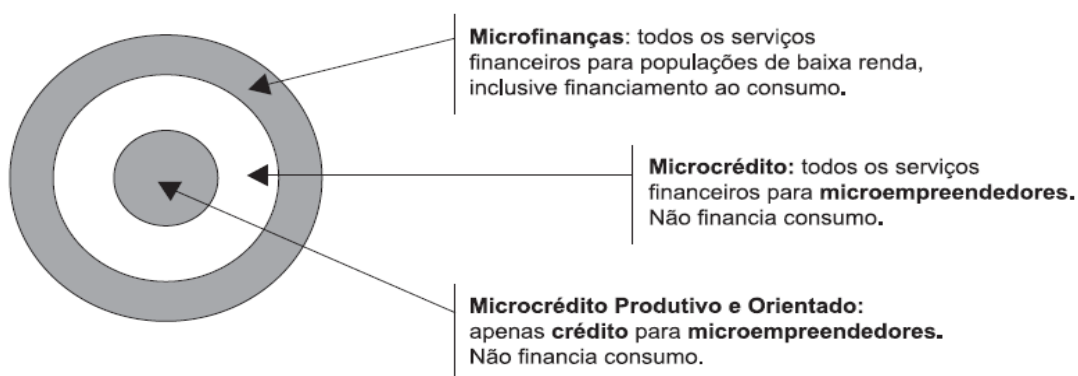 Microfinanças: todos os serviços
financeiros para populações de baixa renda,
inclusive financiamento ao consumo.
Microcrédito: todos os serviços
financeiros para microempreendedores.
Não financia consumo.
Microcrédito Produtivo e Orientado:
apenas crédito para microempreendedores.
Não financia consumo.